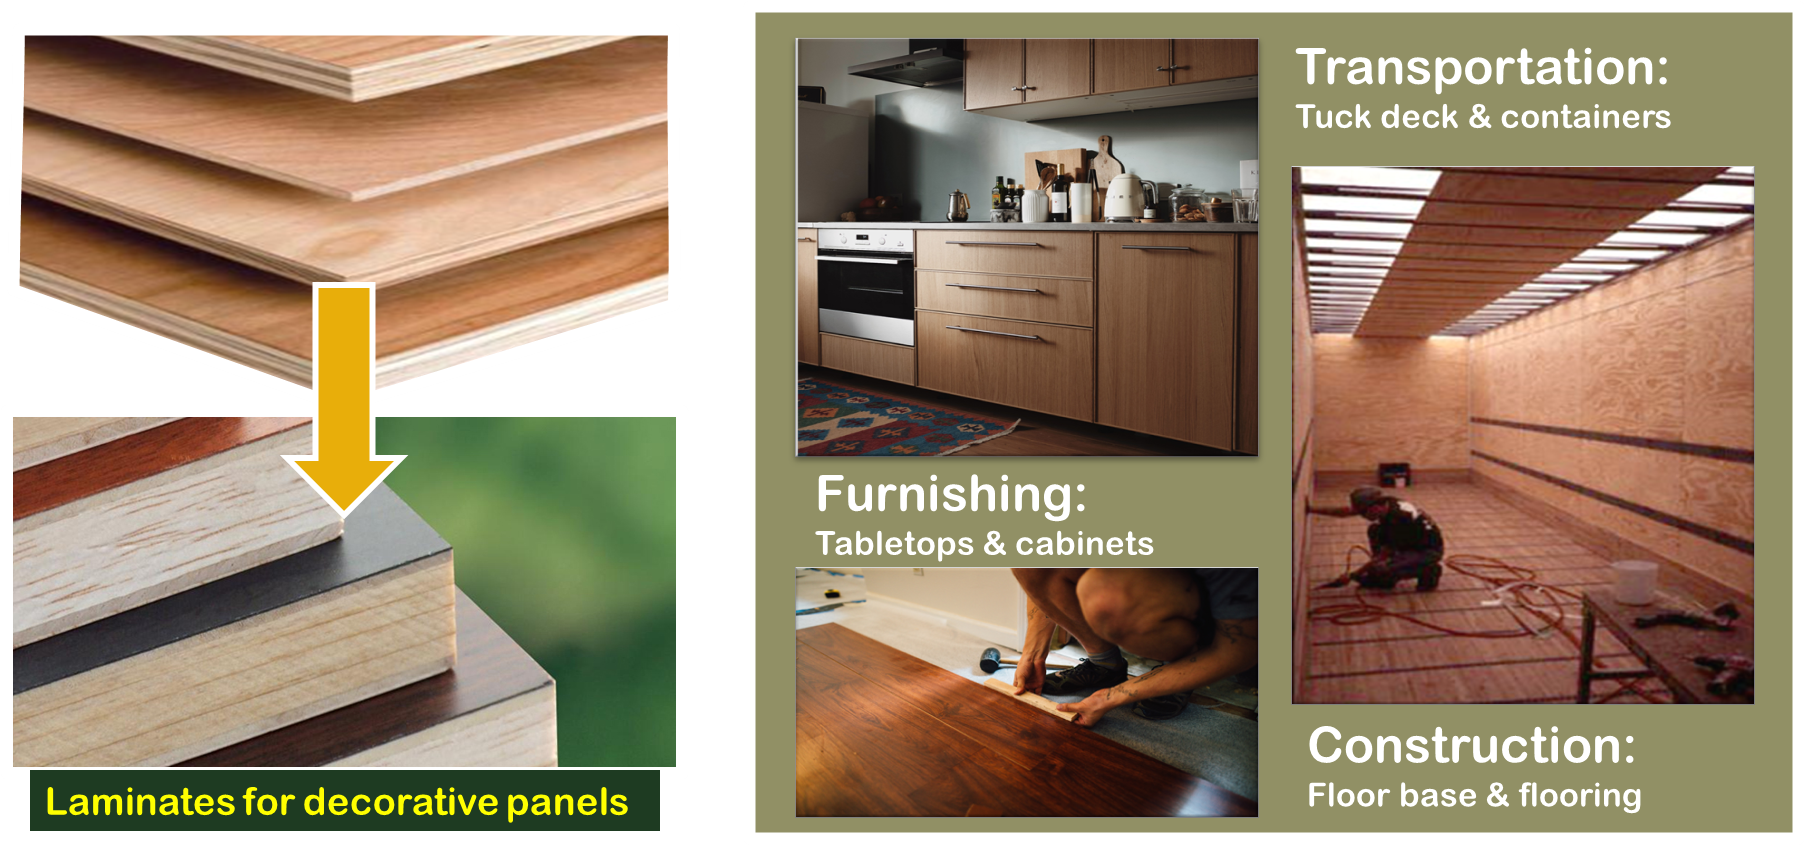 Laminates for decorative panels
Furnishing:
Tabletops & cabinets
Transportation:
Tuck deck & containers
Construction:
Floor base & flooring